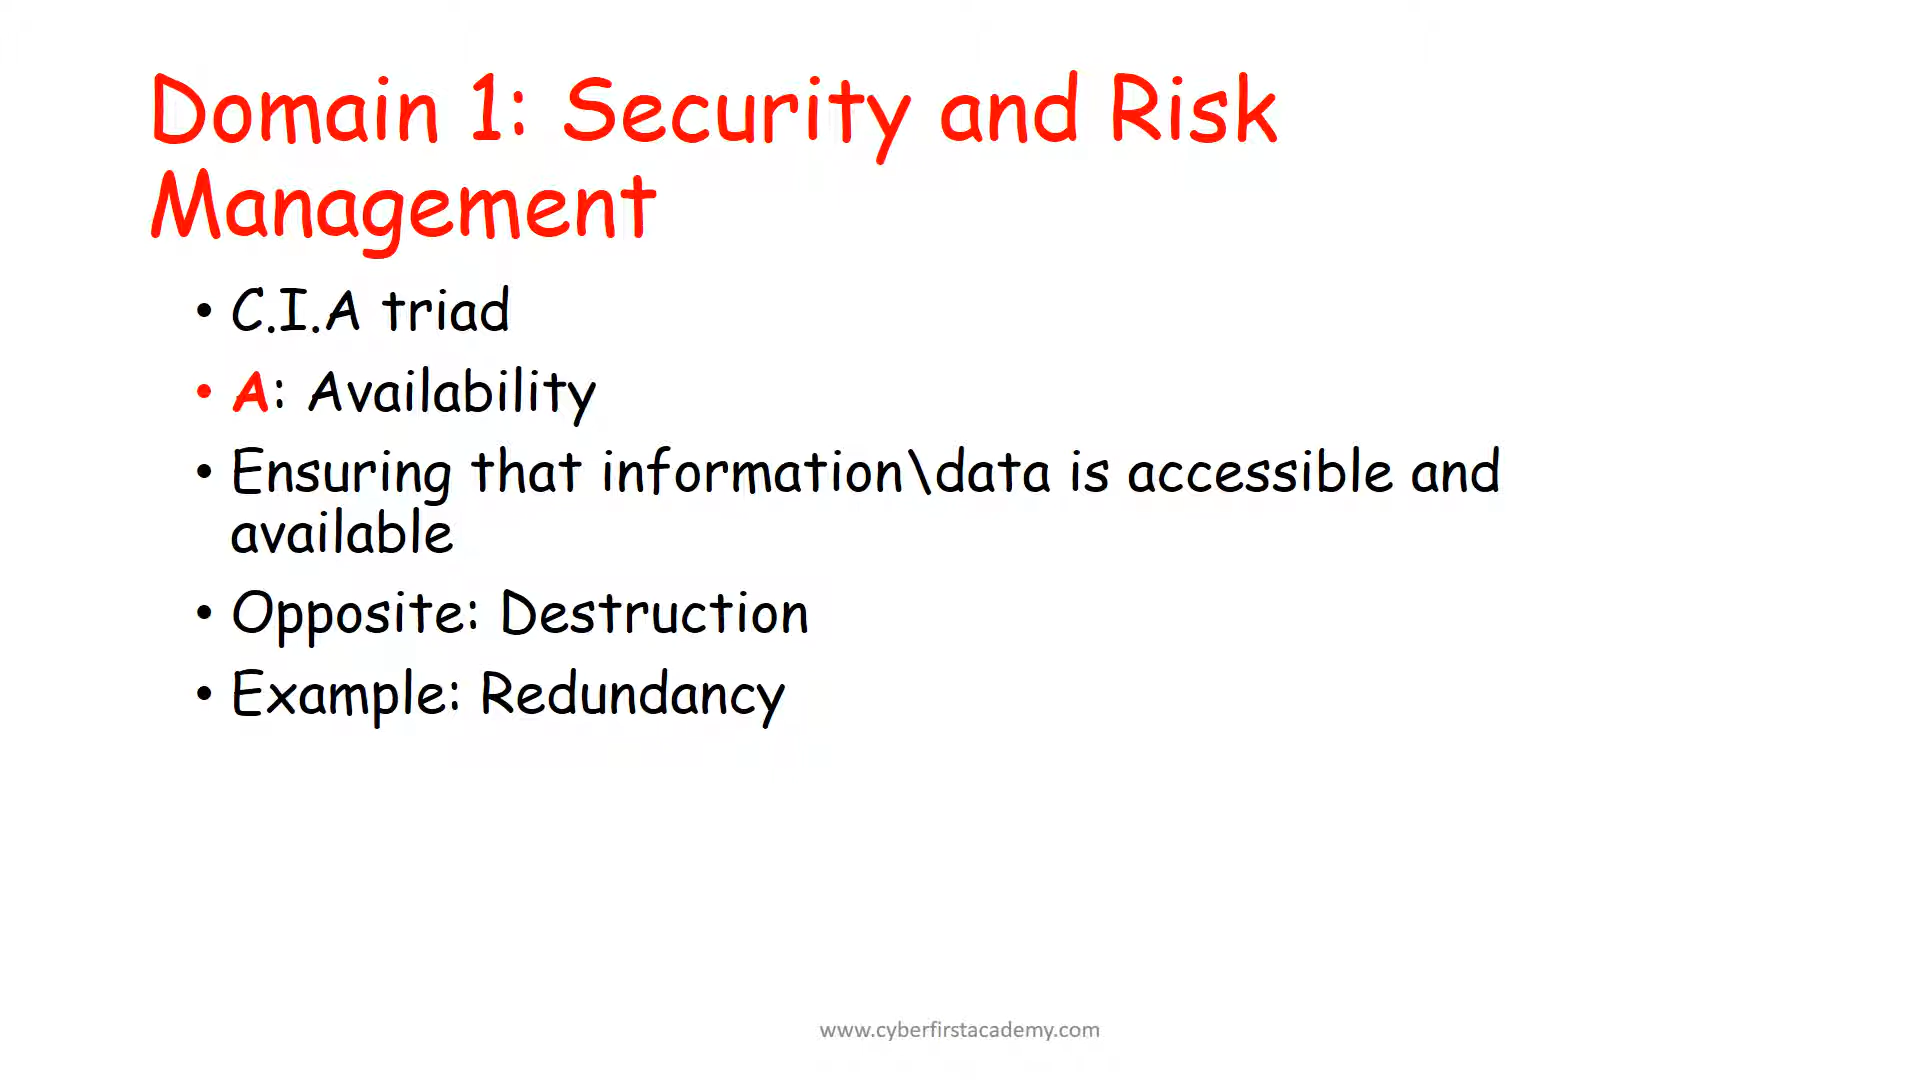 Domain 1: Security and Risk
Management
• C.I.A triad
• A: Availability
• Ensuring that information\data is accessible and
available
• Opposite: Destruction
• Example: Redundancy
www.cyberfirstacademy.com